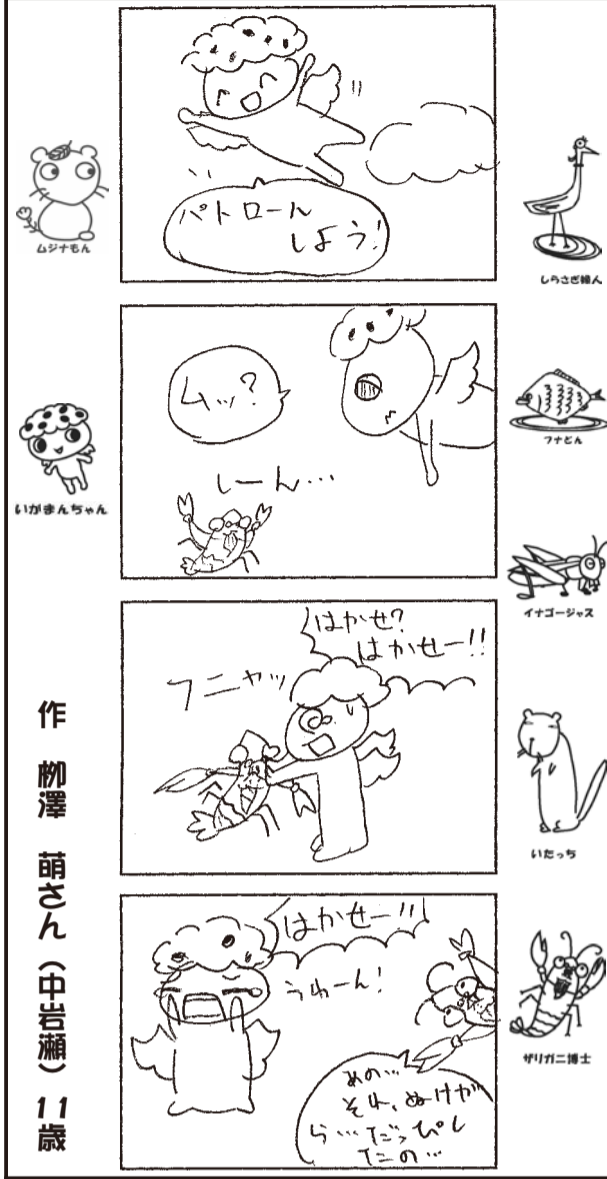 パトロールん
しよう!
ムッ?
しーん…
はかせ?
はかせー!!
フニャッ
はかせー!!
うわーん!
あの…
それ、ぬけが
ら…だっぴし
たの…
ムジナもん
いがまんちゃん
しらさぎ婦人
フナどん
イナゴージャス
いたっち
ザリガニ博士
作 栁澤 萌さん(中岩瀬) 11歳